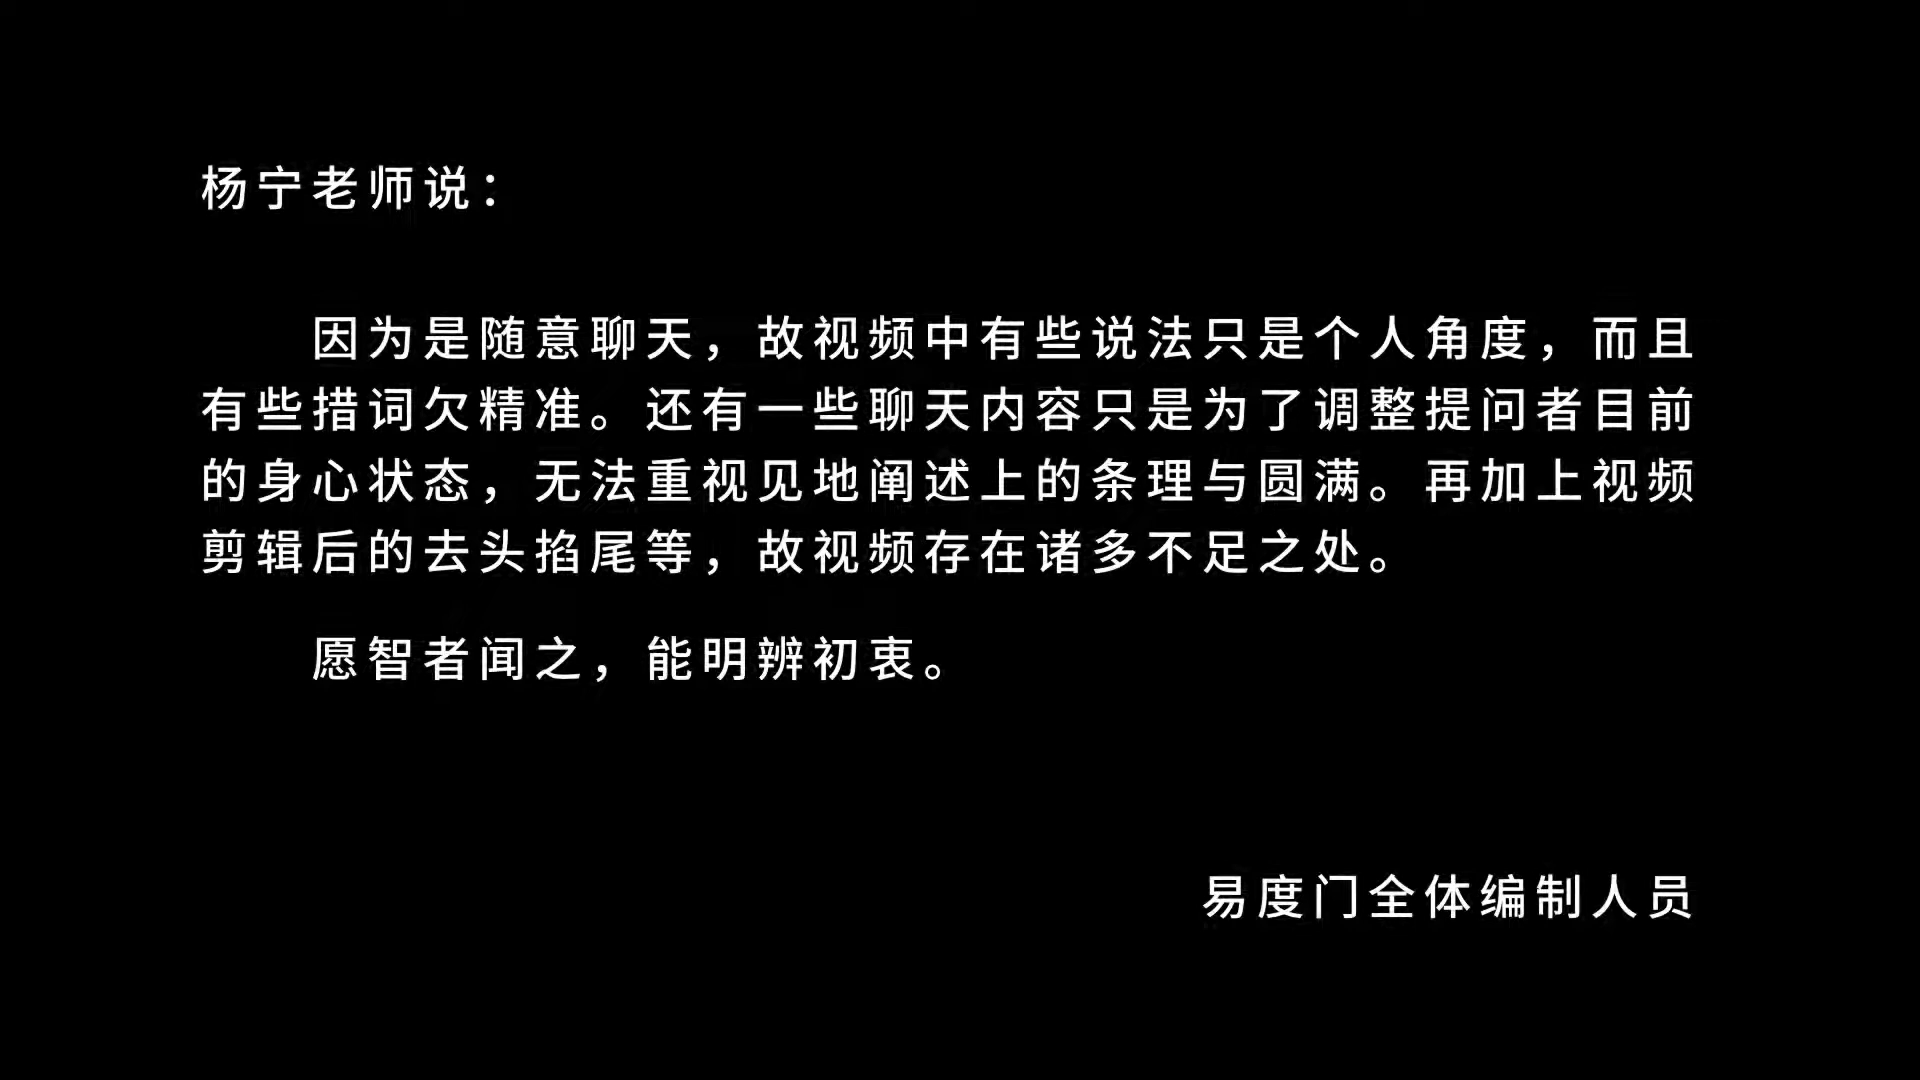 杨宁老师说：
因为是随意聊天，故视频中有些说法只是个人角度，而且
有些措词欠精准。还有一些聊天内容只是为了调整提问者目前
的身心状态，无法重视见地阐述上的条理与圆满。再加上视频
剪辑后的去头掐尾等，故视频存在诸多不足之处。
愿智者闻之，能明辨初衷。
易度门全体编制人员